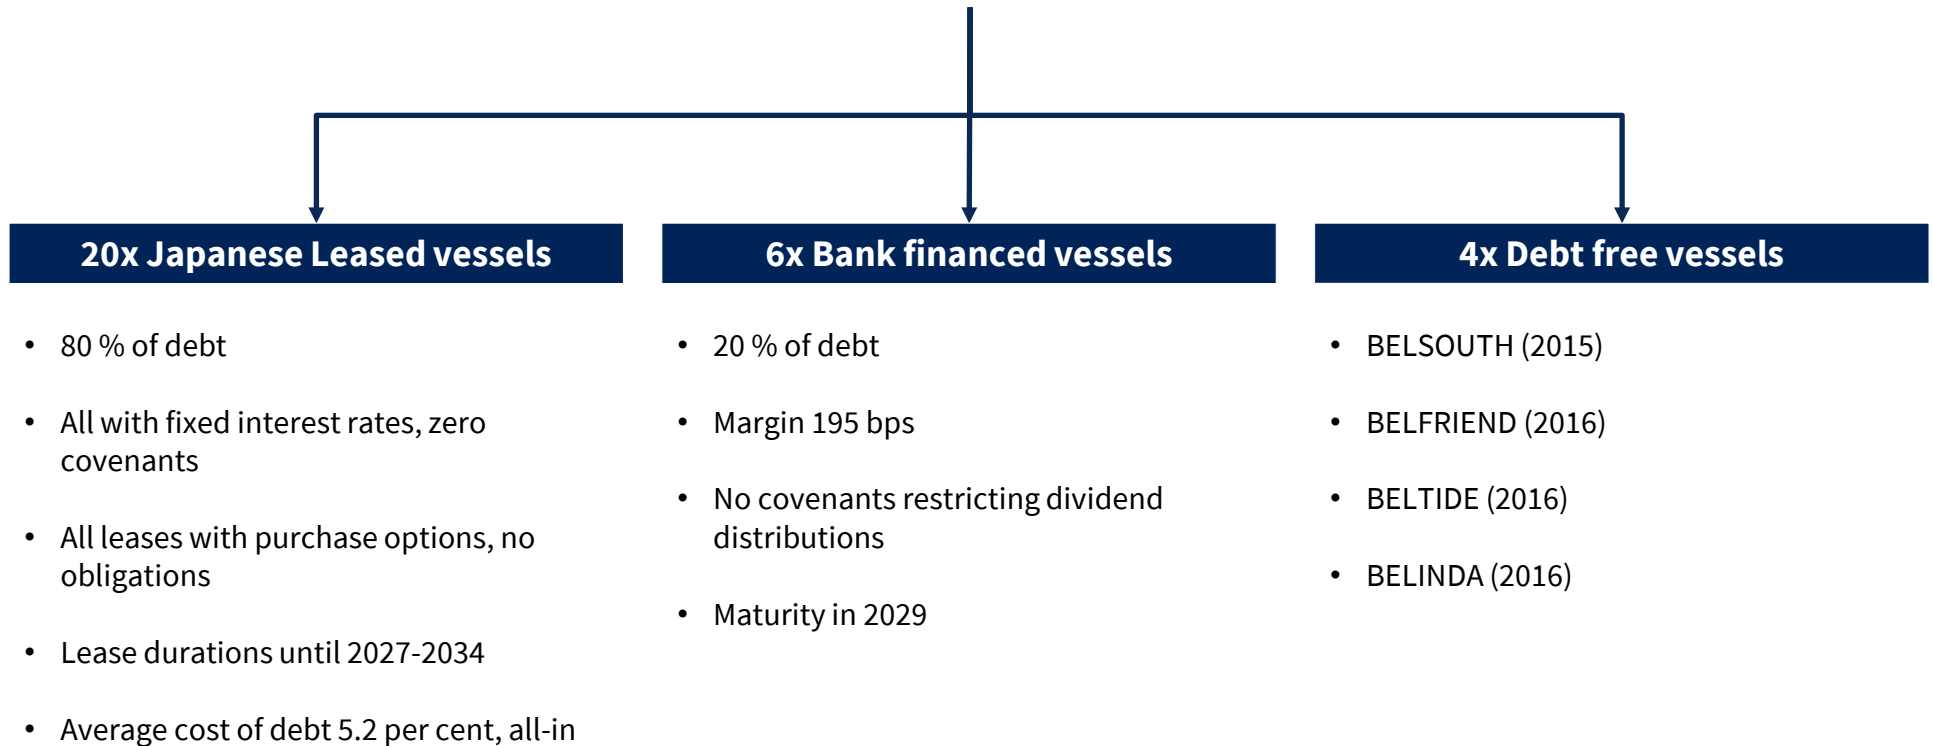 20x Japanese Leased vessels
• 80 % of debt
• All with fixed interest rates, zero
covenants
• All leases with purchase options, no
obligations
• Lease durations until 2027-2034
• Average cost of debt 5.2 per cent, all-in
6x Bank financed vessels
• 20 % of debt
• Margin 195 bps
• No covenants restricting dividend
distributions
• Maturity in 2029
4x Debt free vessels
• BELSOUTH (2015)
• BELFRIEND (2016)
• BELTIDE (2016)
• BELINDA (2016)